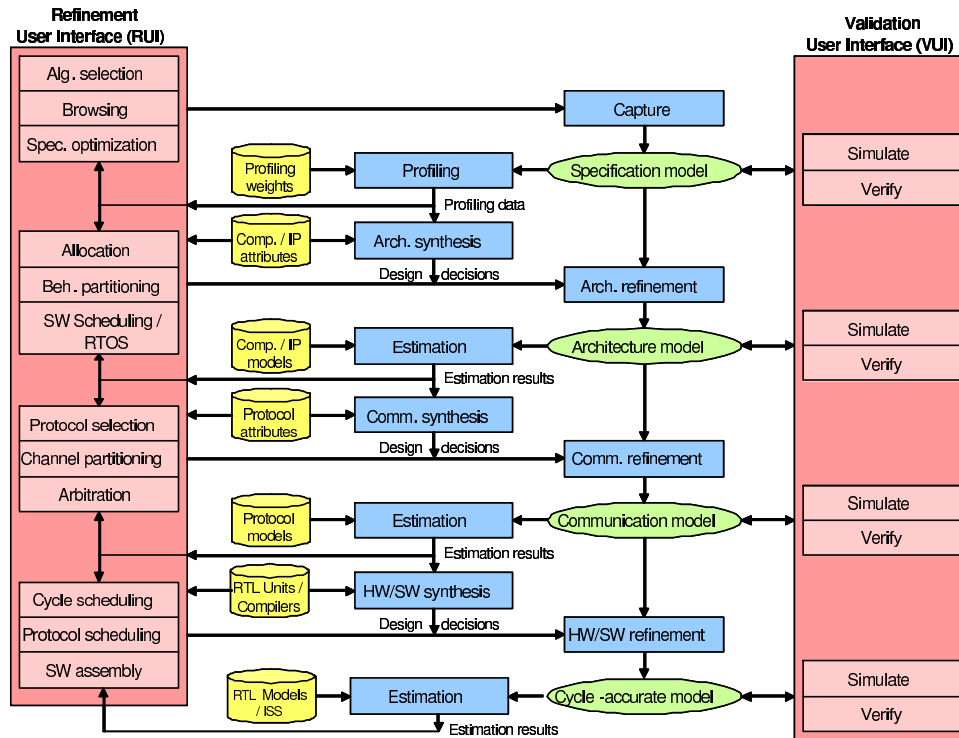 Refinement
User Interface (RUI)
Validation
User Interface (VUI)
Alg. selection
Browsing
Spec. optimization
Capture
Profiling
weights
Profiling
Specification model
Simulate
Verify
Profiling data
Comp. / IP
attributes
Arch. synthesis
Allocation
Beh. partitioning
SW Scheduling /
RTOS
Design decisions
Arch. refinement
Comp. / IP
models
Estimation
Architecture model
Simulate
Verify
Estimation results
Protocol
attributes
Comm. synthesis
Protocol selection
Channel partitioning
Arbitration
Design decisions
Comm. refinement
Protocol
models
Estimation
Communication model
Simulate
Verify
Estimation results
RTL Units /
Compilers
HW/SW synthesis
Cycle scheduling
Protocol scheduling
SW assembly
Design decisions
HW/SW refinement
RTL Models
/ ISS
Estimation
Cycle -accurate model
Simulate
Verify
Estimation results